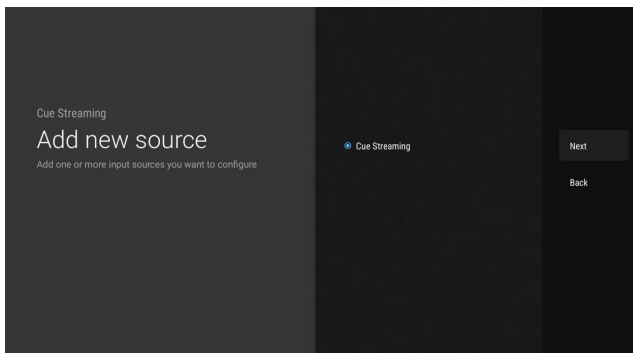 Cue Streaming
Add new source
Add one or more input sources you want to configure
Cue Streaming
Next
Back